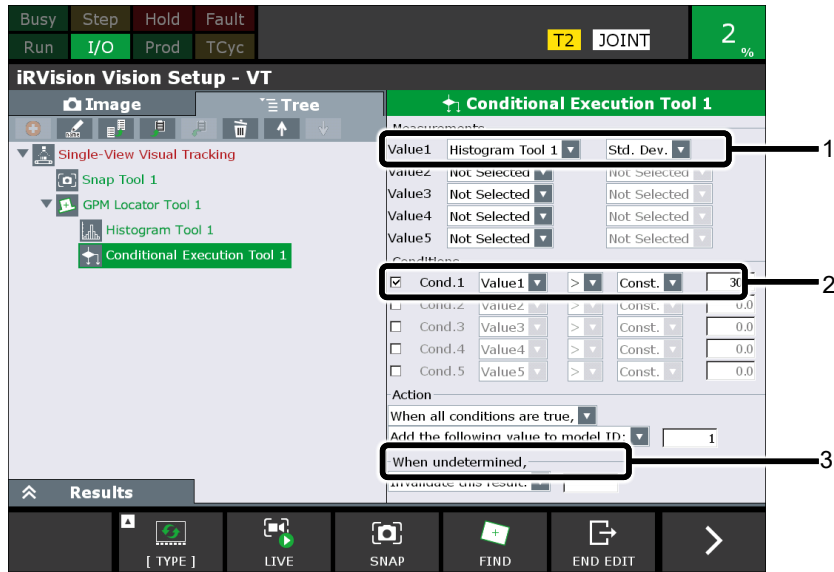 Busy Step Hold Fault
Run I/O Prod TCyc
T2 JOINT
2 %
iRVision Vision Setup - VT
Image Tree
Conditional Execution Tool 1
Measurements
Value1 Histogram Tool 1 Std. Dev.
1
Single-View Visual Tracking
Value2 Not Selected Not Selected
Snap Tool 1
Value3 Not Selected Not Selected
GPM Locator Tool 1
Value4 Not Selected Not Selected
Histogram Tool 1
Value5 Not Selected Not Selected
Conditional Execution Tool 1
Conditions
Cond.1 Value1 > Const.
2
Cond.2 Value2 > Const. 0.0
Cond.3 Value3 > Const. 0.0
Cond.4 Value4 > Const. 0.0
Cond.5 Value5 > Const. 0.0
Action
When all conditions are true,
Add the following value to model ID: 1
When undetermined,
3
Invalidate this result.
Results
[ TYPE ] LIVE SNAP FIND END EDIT